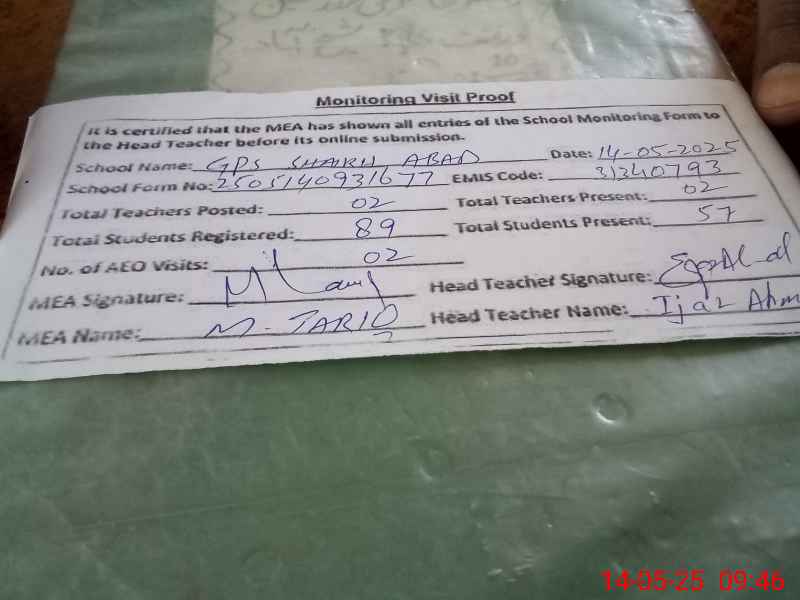 Monitoring Visit Proof
It is certified that the MEA has shown all entries of the School Monitoring Form to
the Head Teacher before its online submission.
School Name: GPS SHAIKH ABAD Date: 14-05-2025
School Form No: 2505140931677 EMIS Code: 31340793
Total Teachers Posted: 02 Total Teachers Present: 02
Total Students Registered: 89 Total Students Present: 57
No. of AEO Visits: 02
MEA Signature: Head Teacher Signature:
MEA Name: M. TARIQ Head Teacher Name: Ijaz Ahm
14-05-25 09:46